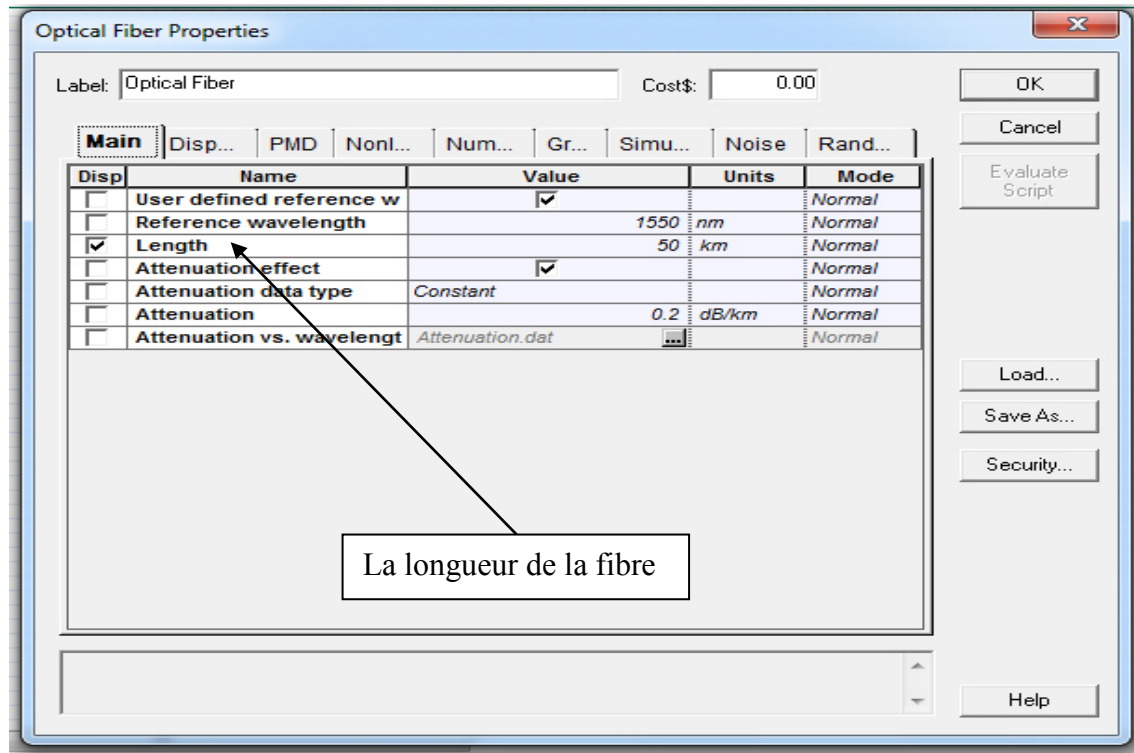 Optical Fiber Properties
Label: Optical Fiber Cost$: 0.00 OK
Cancel
Evaluate Script
Main Disp... PMD Nonl... Num... Gr... Simu... Noise Rand...
Disp Name Value Units Mode
User defined reference w Normal
Reference wavelength 1550 nm Normal
Length 50 km Normal
Attenuation effect Normal
Attenuation data type Constant Normal
Attenuation 0.2 dB/km Normal
Attenuation vs. wavelengt Attenuation.dat ... Normal
Load...
Save As...
Security...
La longueur de la fibre
Help